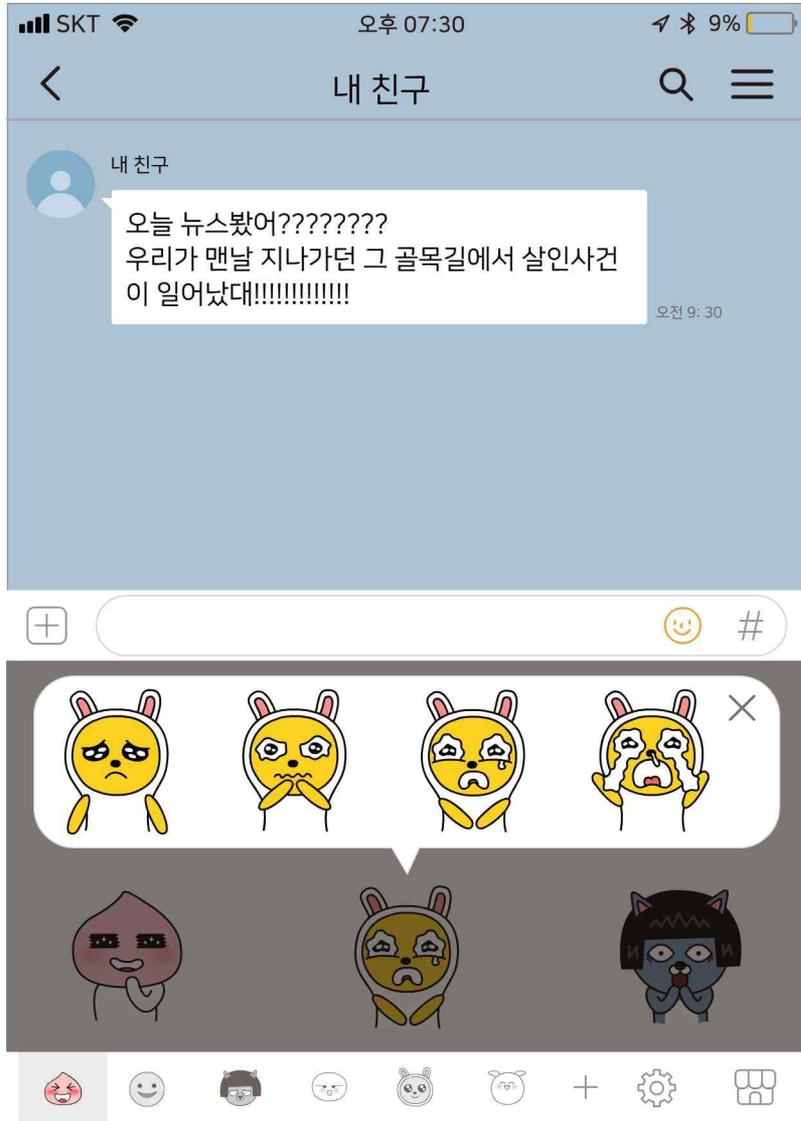 SKT 오후 07:30 9%
내 친구
내 친구
오늘 뉴스봤어????????
우리가 맨날 지나가던 그 골목길에서 살인사건
이 일어났대!!!!!!!!!!!!!
오전 9: 30
#